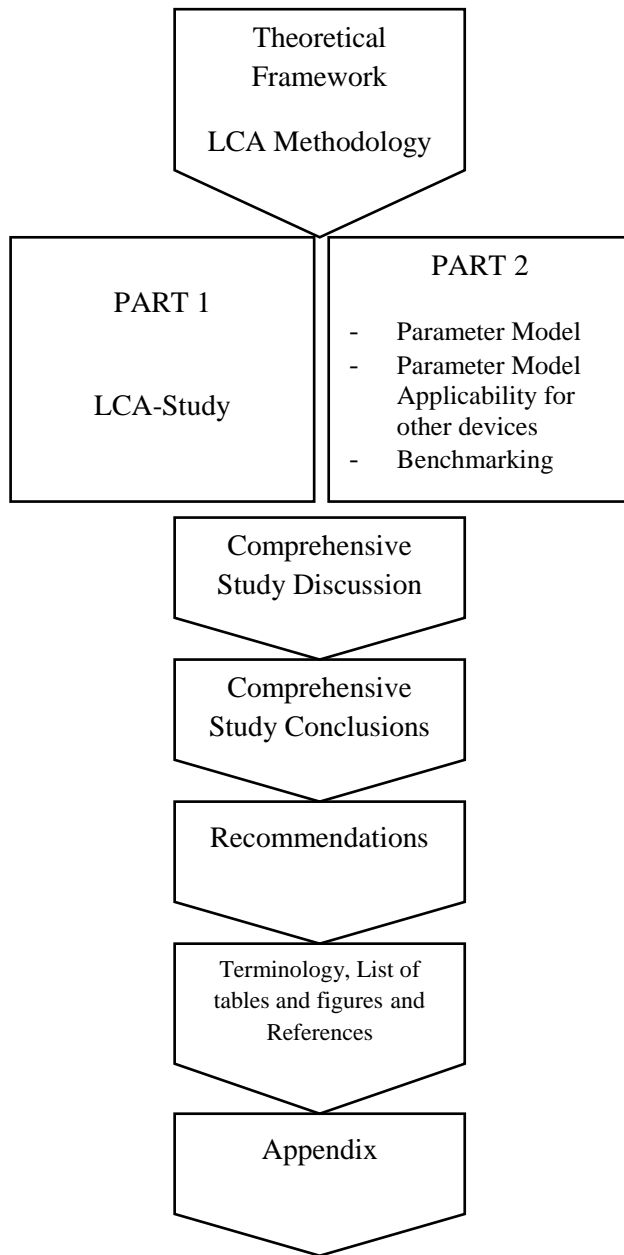 Theoretical
Framework
LCA Methodology
PART 1
LCA-Study
PART 2
- Parameter Model
- Parameter Model
Applicability for
other devices
- Benchmarking
Comprehensive
Study Discussion
Comprehensive
Study Conclusions
Recommendations
Terminology, List of
tables and figures and
References
Appendix